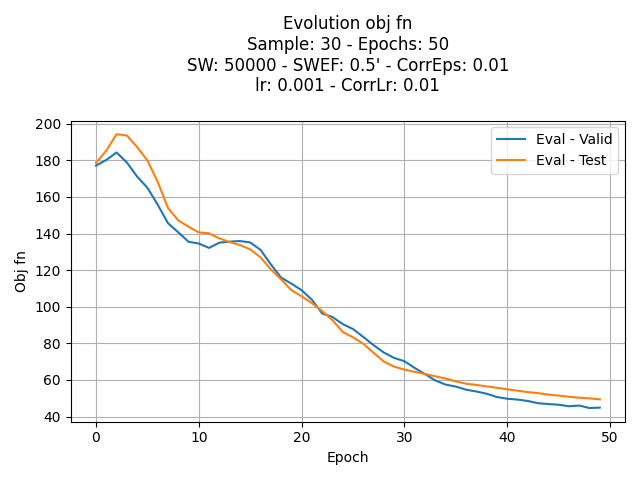 Evolution obj fn
Sample: 30 - Epochs: 50
SW: 50000 - SWEF: 0.5' - CorrEps: 0.01
lr: 0.001 - CorrLr: 0.01
Eval - Valid
Eval - Test
Obj fn
200
180
160
140
120
100
80
60
40
0
10
20
30
40
50
Epoch